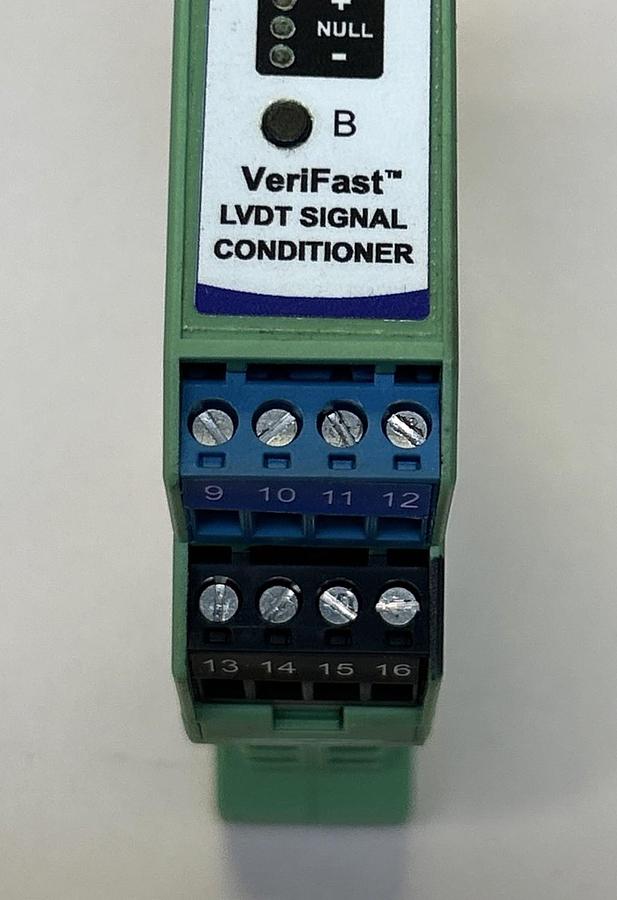 +
NULL
-
B
VeriFast™
LVDT SIGNAL
CONDITIONER
9 10 11 12
13 14 15 16